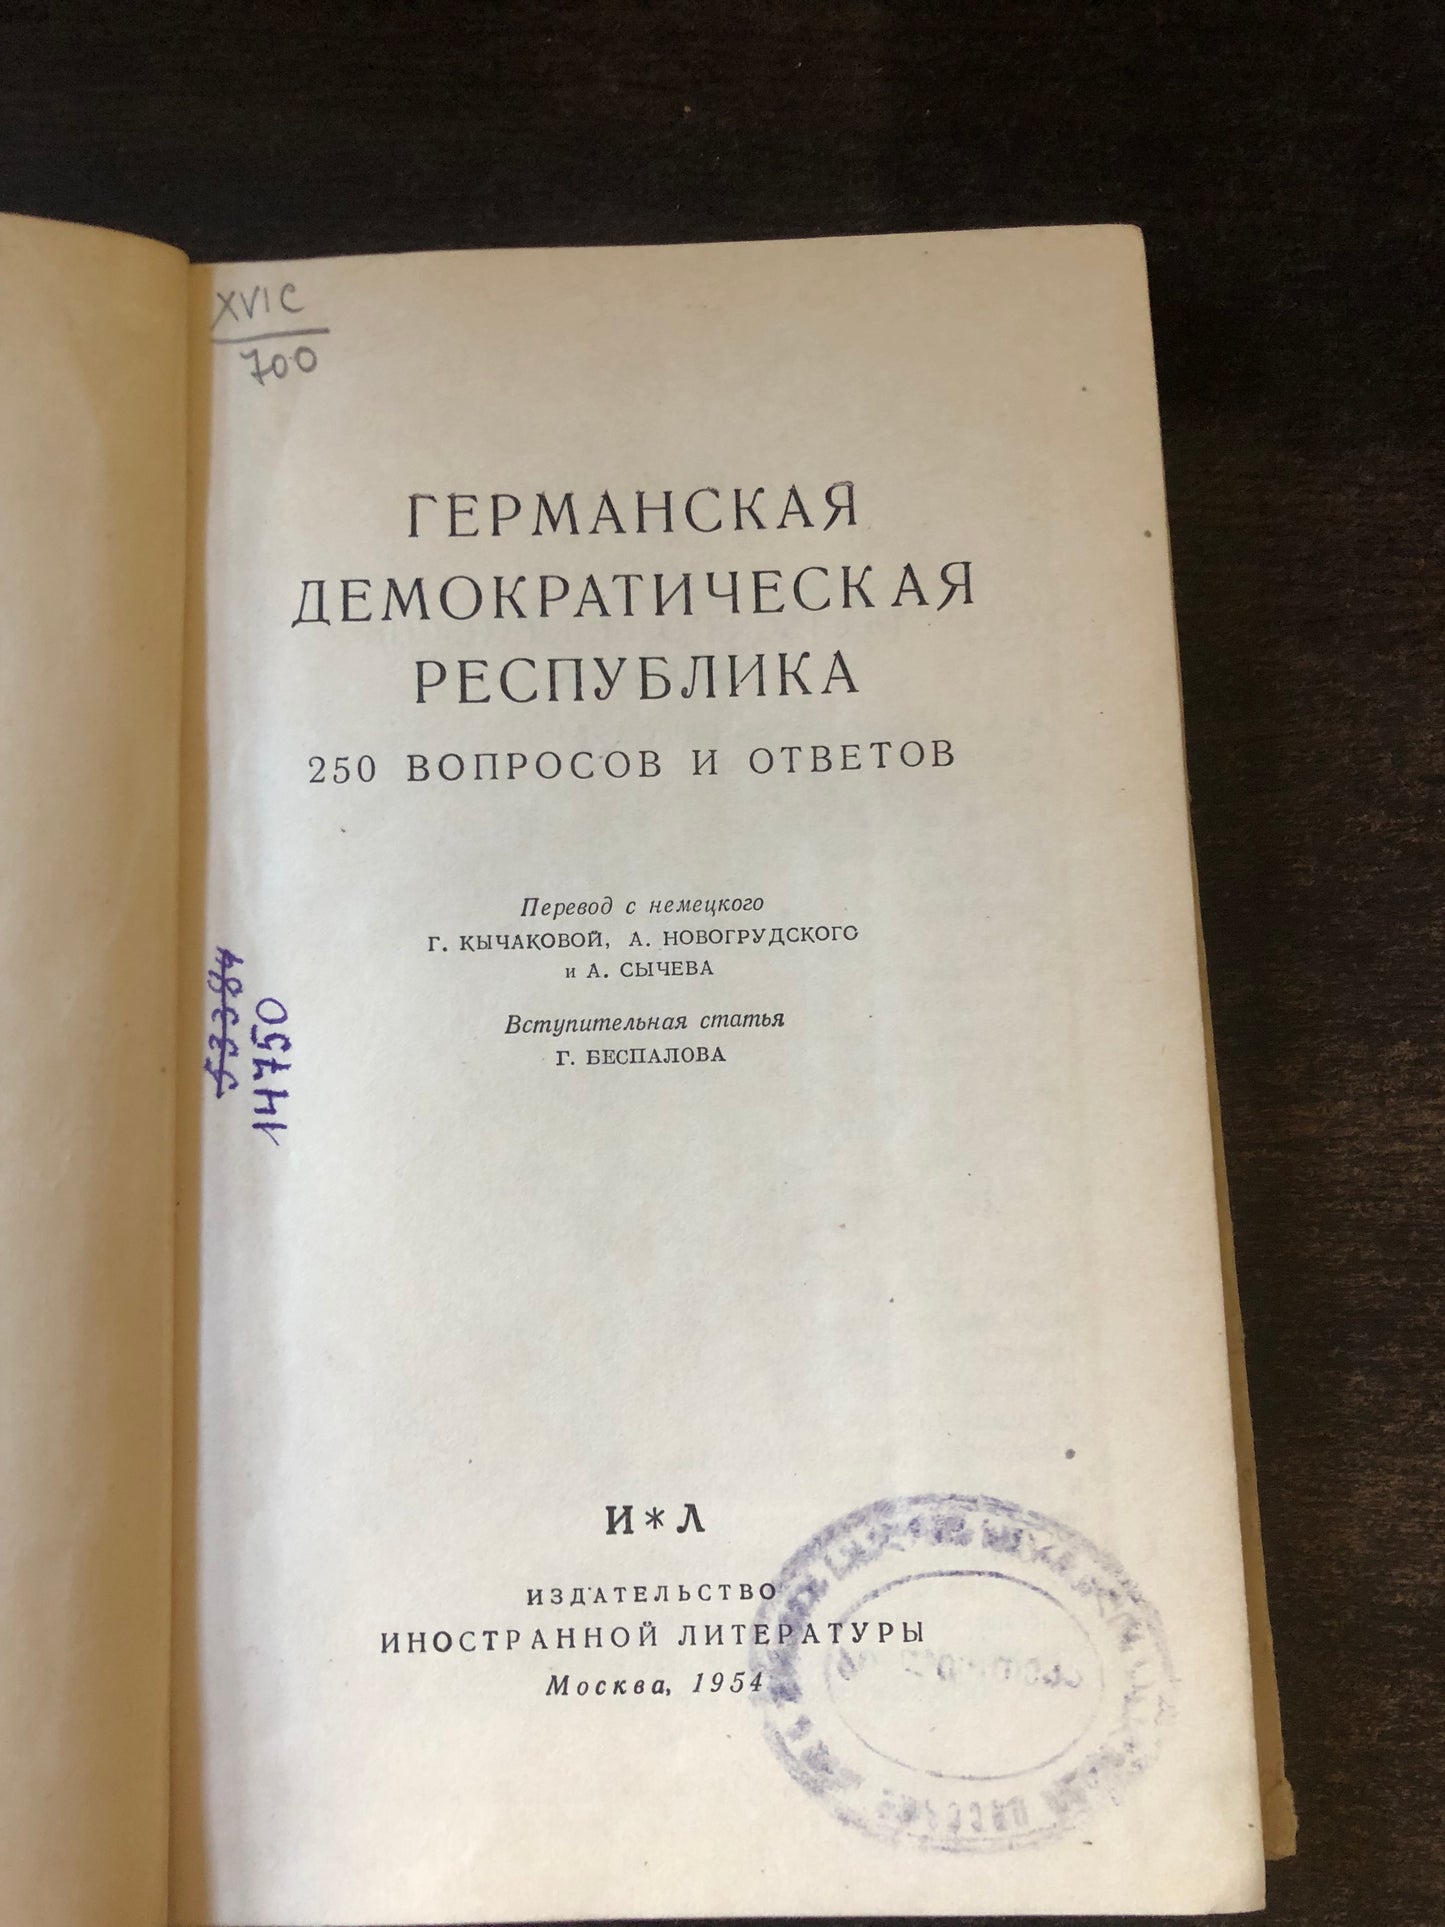 XVIC
700
ГЕРМАНСКАЯ
ДЕМОКРАТИЧЕСКАЯ
РЕСПУБЛИКА
250 ВОПРОСОВ И ОТВЕТОВ
Перевод с немецкого
Г. КЫЧАКОВОЙ, А. НОВОГРУДСКОГО
и А. СЫЧЕВА
Вступительная статья
Г. БЕСПАЛОВА
14750
И*Л
ИЗДАТЕЛЬСТВО
ИНОСТРАННОЙ ЛИТЕРАТУРЫ
Москва, 1954